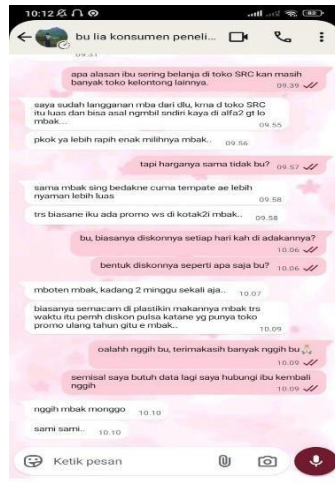 10:12
bu lia konsumen peneli...
09.31
apa alasan ibu sering belanja di toko SRC kan masih
banyak toko kelontong lainnya.
09.39
saya sudah langganan mba dari dlu, krna d toko SRC
itu luas dan bisa asal ngmbil sndiri kaya di alfa2 gt lo
mbak...
09.55
pkok ya lebih rapih enak milihnya mbak..
09.56
tapi harganya sama tidak bu?
09.57
sama mbak sing bedakne cuma tempate ae lebih
nyaman lebih luas
09.58
trs biasane iku ada promo ws di kotak2i mbak..
09.58
bu, biasanya diskonnya setiap hari kah di adakannya?
10.06
bentuk diskonnya seperti apa saja bu?
10.06
mboten mbak, kadang 2 minggu sekali aja..
10.07
biasanya semacam di plastikin makannya mbak trs
waktu itu pernh diskon pulsa katane yg punya toko
promo ulang tahun gitu e mbak..
10.09
oalahh nggih bu, terimakasih banyak nggih bu🙏
10.09
semisal saya butuh data lagi saya hubungi ibu kembali
nggih
10.09
nggih mbak monggo
10.10
sami sami..
10.10
Ketik pesan